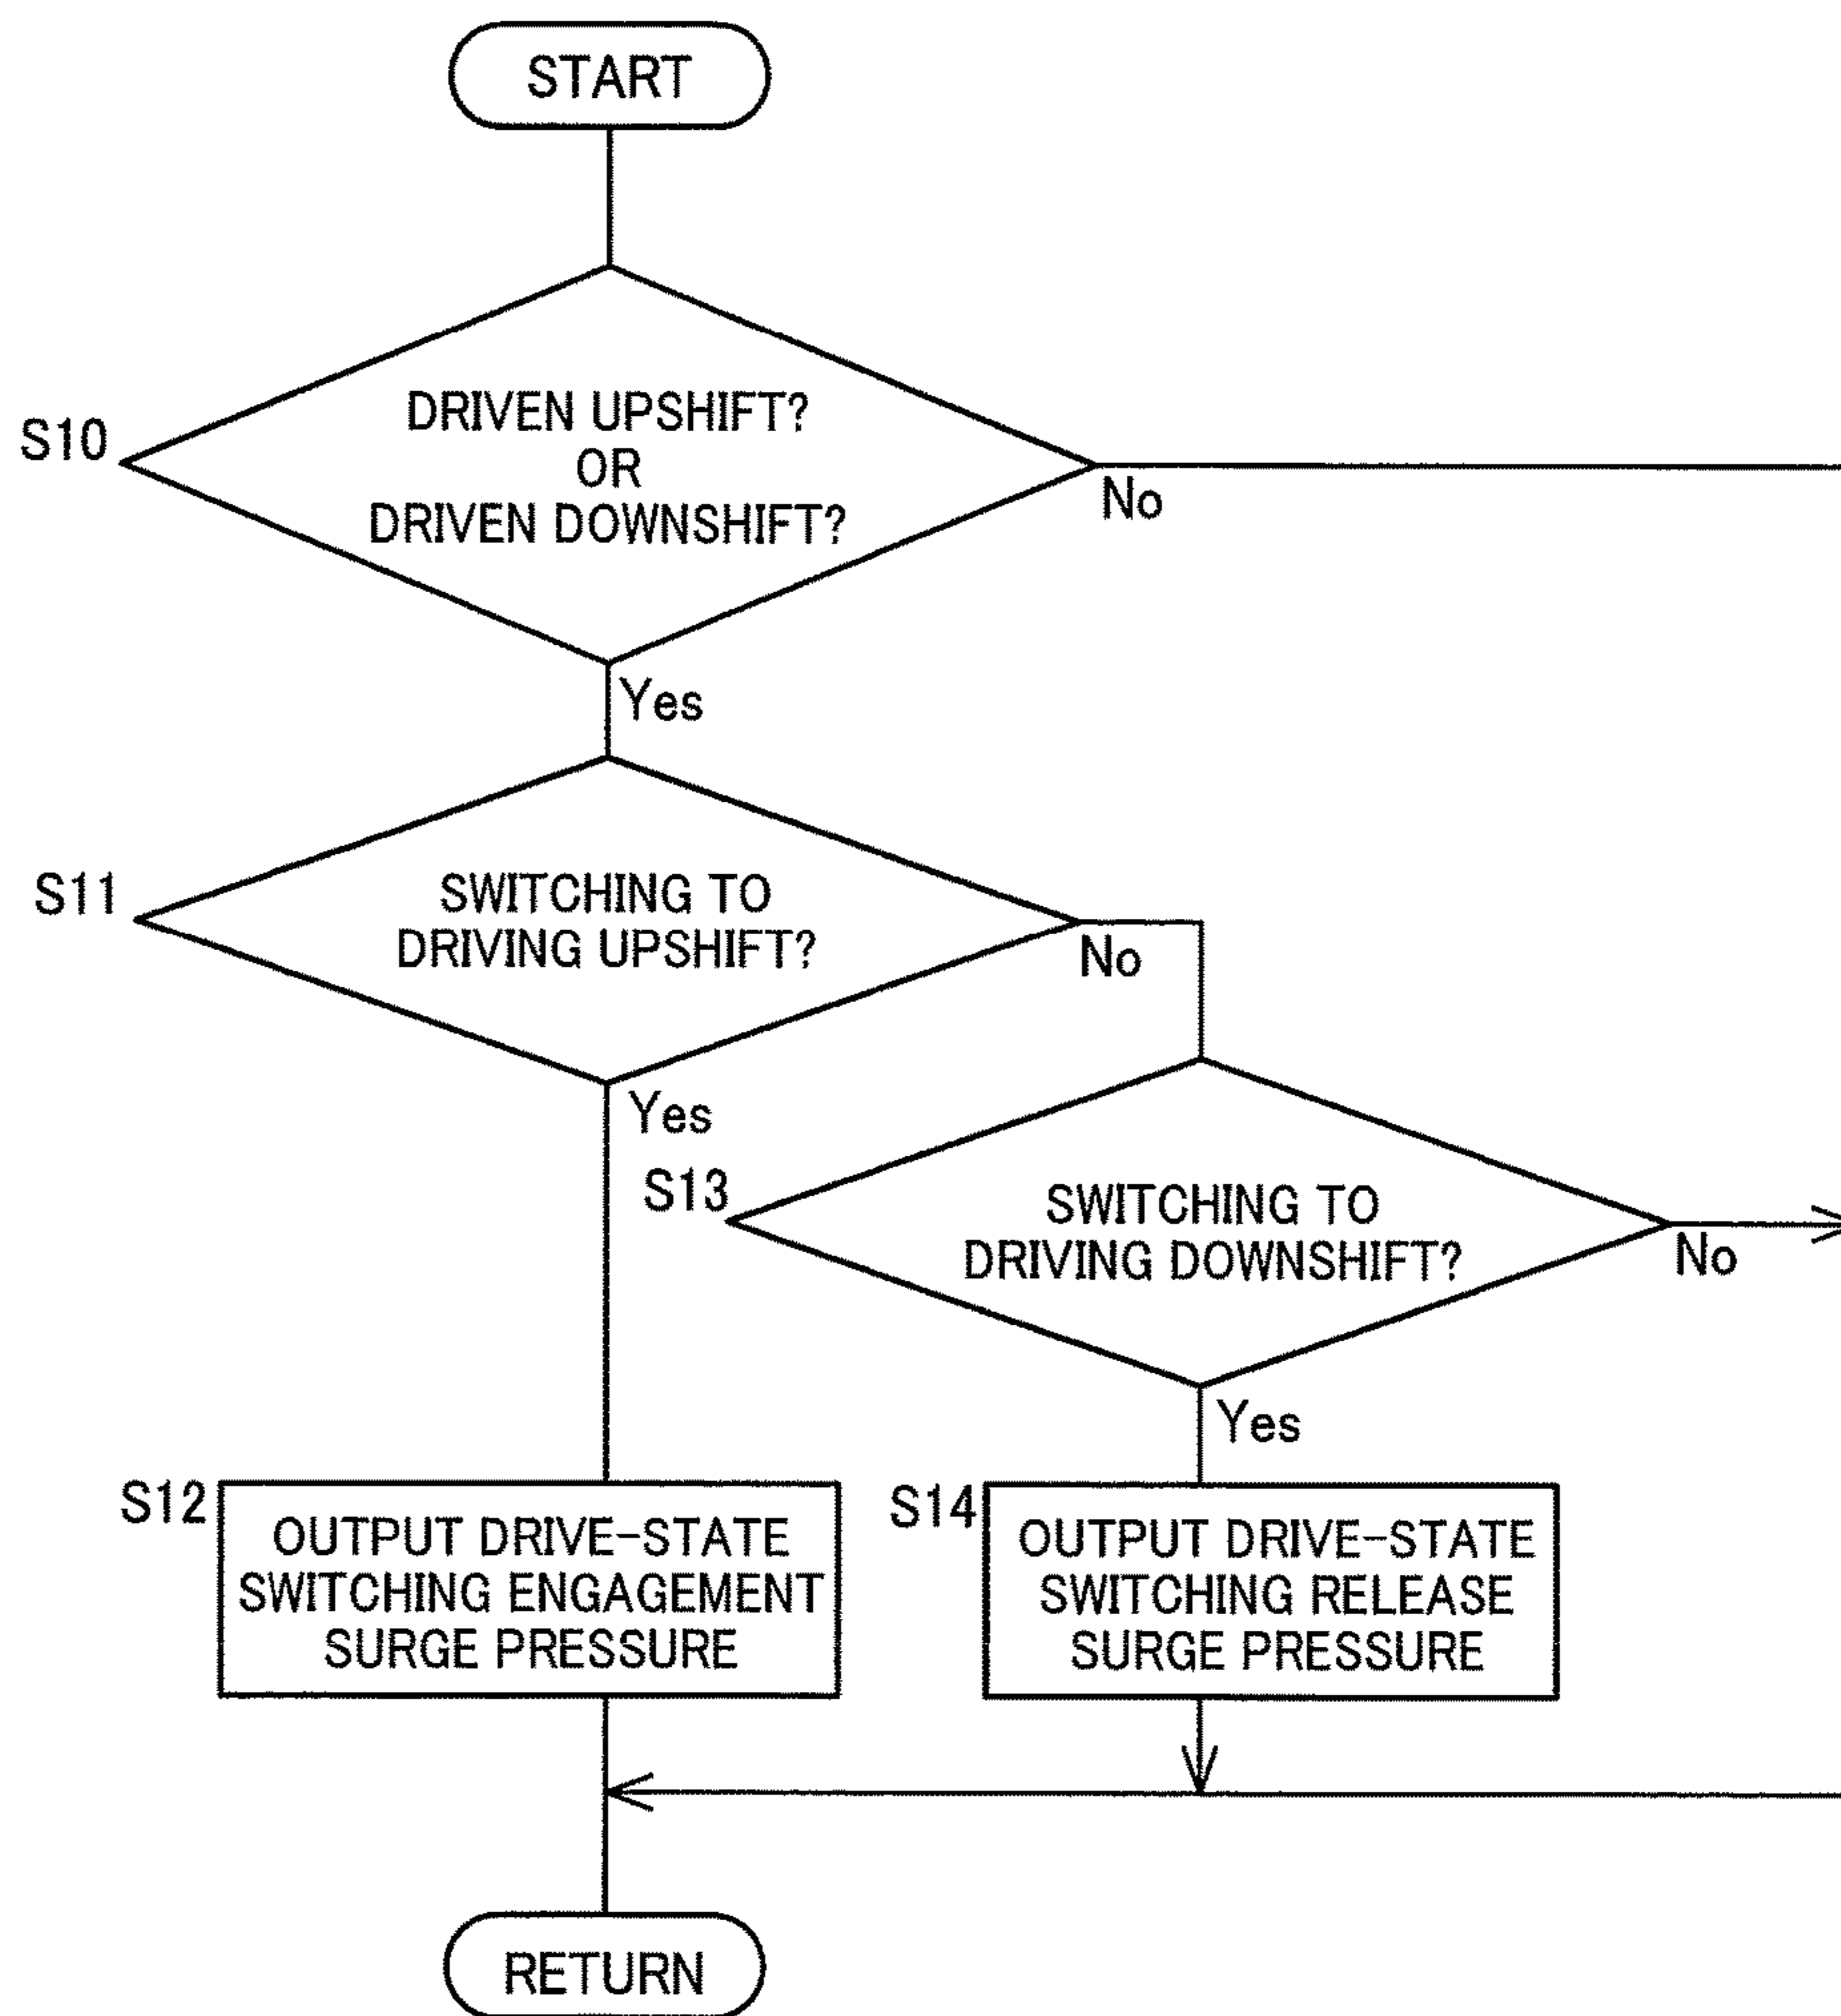 START
S10
DRIVEN UPSHIFT?
OR
DRIVEN DOWNSHIFT?
No
Yes
S11
SWITCHING TO
DRIVING UPSHIFT?
No
Yes
S13
SWITCHING TO
DRIVING DOWNSHIFT?
No
Yes
S12
OUTPUT DRIVE-STATE
SWITCHING ENGAGEMENT
SURGE PRESSURE
S14
OUTPUT DRIVE-STATE
SWITCHING RELEASE
SURGE PRESSURE
RETURN